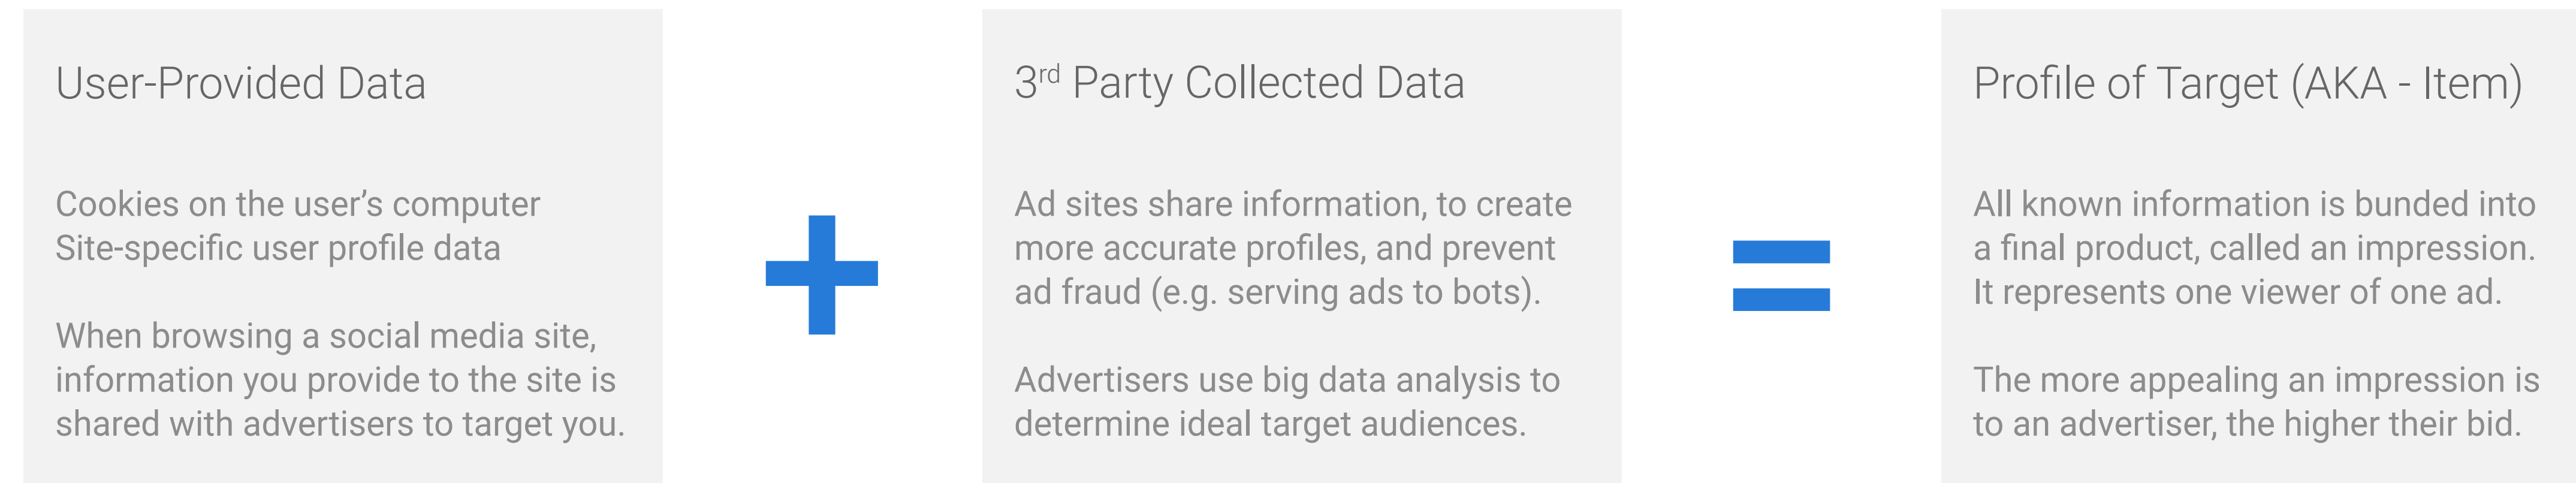 User-Provided Data
Cookies on the user’s computer
Site-specific user profile data
When browsing a social media site,
information you provide to the site is
shared with advertisers to target you.
+
3rd Party Collected Data
Ad sites share information, to create
more accurate profiles, and prevent
ad fraud (e.g. serving ads to bots).
Advertisers use big data analysis to
determine ideal target audiences.
=
Profile of Target (AKA - Item)
All known information is bunded into
a final product, called an impression.
It represents one viewer of one ad.
The more appealing an impression is
to an advertiser, the higher their bid.